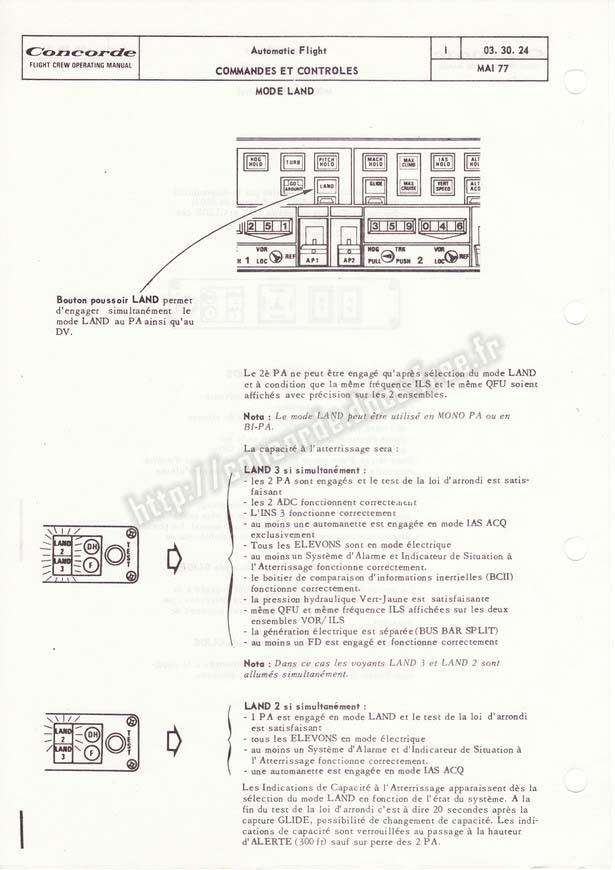 Concorde
FLIGHT CREW OPERATING MANUAL
Automatic Flight
COMMANDES ET CONTROLES
1
03. 30. 24
MAI 77
MODE LAND
HDG HOLD
TURB
PITCH HOLD
MACH HOLD
MAX CLIMB
IAS HOLD
GO AROUND
LAND
GLIDE
MAX CRUISE
VERT SPEED
2 5 1
3 5 9
0 4 6
VOR LOC
REF
AP1
AP2
HDG PULL
TRK PUSH
2
VOR LOC
REF
Bouton poussoir LAND permet
d'engager simultanément le
mode LAND au PA ainsi qu'au
DV.
Le 2è PA ne peut être engagé qu'après sélection du mode LAND
et à condition que la même fréquence ILS et le même QFU soient
affichés avec précision sur les 2 ensembles.
Nota : Le mode LAND peut être utilisé en MONO PA ou en
BI-PA.
La capacité à l'atterrissage sera :
LAND 3 si simultanément :
- les 2 PA sont engagés et le test de la loi d'arrondi est satis-
faisant
- les 2 ADC fonctionnent correctement
- L'INS 3 fonctionne correctement
- au moins une automanette est engagée en mode IAS ACQ
exclusivement
- Tous les ELEVONS sont en mode électrique
- au moins un Système d'Alarme et Indicateur de Situation à
l'Atterrissage fonctionne correctement.
- le boitier de comparaison d'informations inertielles (BCII)
fonctionne correctement.
- la pression hydraulique Vert-Jaune est satisfaisante
- même QFU et même fréquence ILS affichées sur les deux
ensembles VOR/ILS
- la génération électrique est séparée (BUS BAR SPLIT)
- au moins un FD est engagé et fonctionne correctement
LAND 2
LAND 3
DH
F
TEST
Nota : Dans ce cas les voyants LAND 3 et LAND 2 sont
allumés simultanément.
LAND 2 si simultanément :
- 1 PA est engagé en mode LAND et le test de la loi d'arrondi
est satisfaisant
- tous les ELEVONS en mode électrique
- au moins un Système d'Alarme et d'Indicateur de Situation à
l'Atterrissage fonctionne correctement.
- une automanette est engagée en mode IAS ACQ
LAND 2
LAND 3
DH
F
TEST
Les Indications de Capacité à l'Atterrissage apparaissent dès la
sélection du mode LAND en fonction de l'état du système. A la
fin du test de la loi d'arrondi c'est à dire 20 secondes après la
capture GLIDE, possibilité de changement de capacité. Les indi-
cations de capacité sont verrouillées au passage à la hauteur
d'ALERTE (300 ft) sauf sur perte des 2 PA.